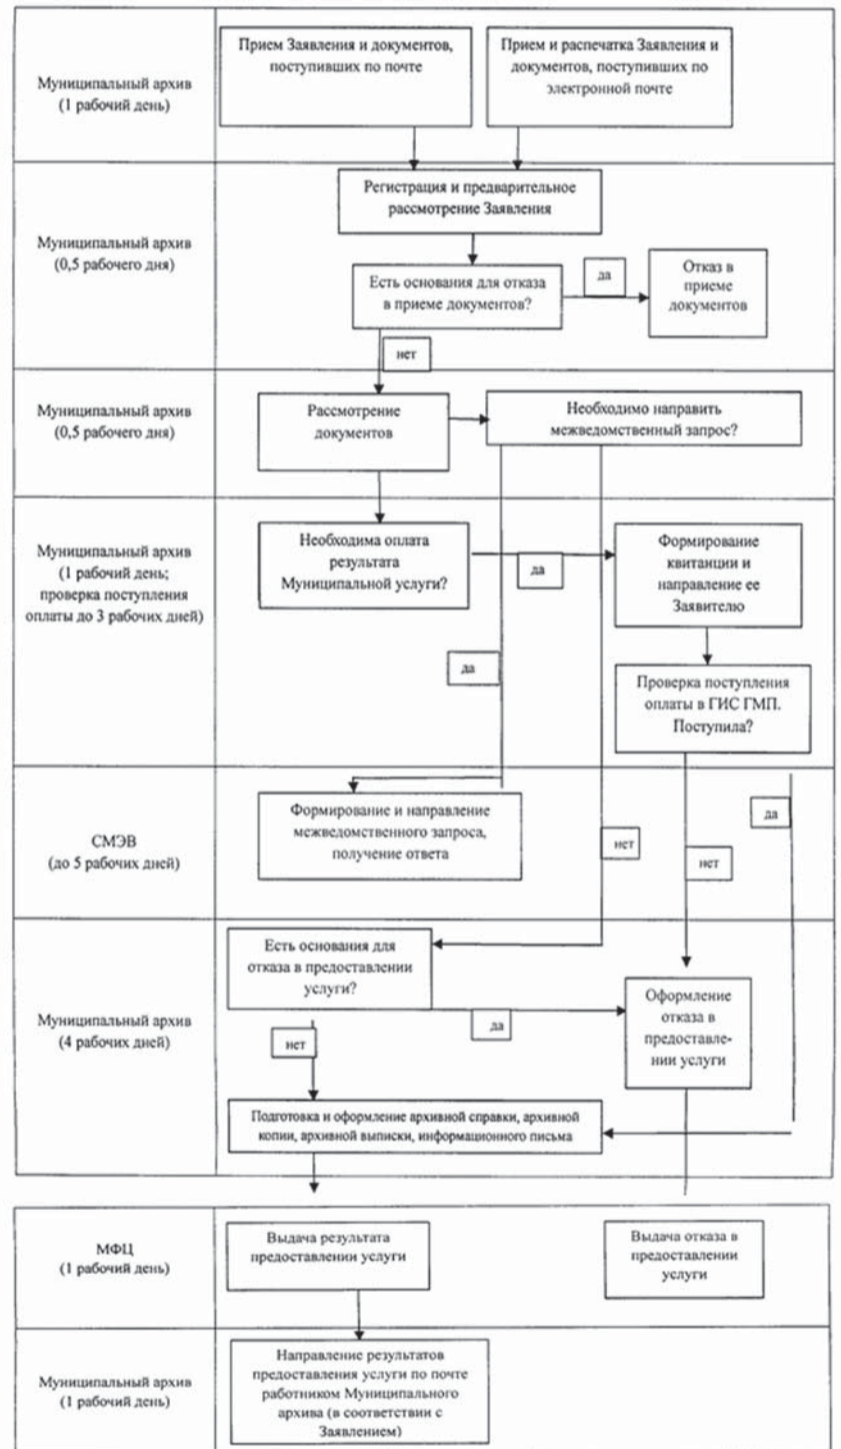 Муниципальный архив
(1 рабочий день)
Прием Заявления и документов,
поступивших по почте
Прием и распечатка Заявления и
документов, поступивших по
электронной почте
Муниципальный архив
(0,5 рабочего дня)
Регистрация и предварительное
рассмотрение Заявления
Есть основания для отказа
в приеме документов?
да
Отказ в
приеме
документов
нет
Муниципальный архив
(0,5 рабочего дня)
Рассмотрение
документов
Необходимо направить
межведомственный запрос?
Муниципальный архив
(1 рабочий день;
проверка поступления
оплаты до 3 рабочих дней)
Необходима оплата
результата
Муниципальной услуги?
да
Формирование
квитанции и
направление ее
Заявителю
да
Проверка поступления
оплаты в ГИС ГМП.
Поступила?
СМЭВ
(до 5 рабочих дней)
Формирование и направление
межведомственного запроса,
получение ответа
нет
нет
да
Муниципальный архив
(4 рабочих дней)
Есть основания для
отказа в предоставлении
услуги?
да
Оформление
отказа в
предоставле-
нии услуги
нет
Подготовка и оформление архивной справки, архивной
копии, архивной выписки, информационного письма
МФЦ
(1 рабочий день)
Выдача результата
предоставлении услуги
Выдача отказа в
предоставлении
услуги
Муниципальный архив
(1 рабочий день)
Направление результатов
предоставления услуги по почте
работником Муниципального
архива (в соответствии с
Заявлением)